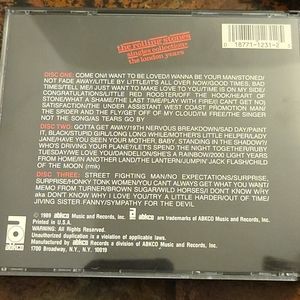 the rolling stones
singles collection*
the london years
0 18771-1231-2
DISC ONE: COME ON/I WANT TO BE LOVED/I WANNA BE YOUR MAN/STONED/
NOT FADE AWAY/LITTLE BY LITTLE/IT'S ALL OVER NOW/GOOD TIMES, BAD
TIMES/TELL ME/I JUST WANT TO MAKE LOVE TO YOU/TIME IS ON MY SIDE/
CONGRATULATIONS/LITTLE RED ROOSTER/OFF THE HOOK/HEART OF
STONE/WHAT A SHAME/THE LAST TIME/PLAY WITH FIRE/I CAN'T GET NO
SATISFACTION/THE UNDER ASSISTANT WEST COAST PROMOTION MAN/
THE SPIDER AND THE FLY/GET OFF OF MY CLOUD/I'M FREE/THE SINGER
NOT THE SONG/AS TEARS GO BY
DISC TWO: GOTTA GET AWAY/19TH NERVOUS BREAKDOWN/SAD DAY/PAINT
IT, BLACK/STUPID GIRL/LONG LONG WHILE/MOTHER'S LITTLE HELPER/LADY
JANE/HAVE YOU SEEN YOUR MOTHER, BABY, STANDING IN THE SHADOW?/
WHO'S DRIVING YOUR PLANE/LET'S SPEND THE NIGHT TOGETHER/RUBY
TUESDAY/WE LOVE YOU/DANDELION/SHE'S A RAINBOW/2000 LIGHT YEARS
FROM HOME/IN ANOTHER LAND/THE LANTERN/JUMPIN' JACK FLASH/CHILD
OF THE MOON (rmk)
DISC THREE: STREET FIGHTING MAN/NO EXPECTATIONS/SURPRISE,
SURPRISE/HONKY TONK WOMEN/YOU CAN'T ALWAYS GET WHAT YOU WANT/
MEMO FROM TURNER/BROWN SUGAR/WILD HORSES/I DON'T KNOW WHY
aka DON'T KNOW WHY I LOVE YOU/TRY A LITTLE HARDER/OUT OF TIME/
JIVING SISTER FANNY/SYMPATHY FOR THE DEVIL
© 1989 abkco Music and Records, Inc. abkco are trademarks of ABKCO Music and Records, Inc.
Printed in U.S.A.
WARNING: All Rights Reserved.
Unauthorized duplication is a violation of applicable laws.
Manufactured by abkco Records a division of ABKCO Music and Records, Inc.
1700 Broadway, N.Y., N.Y. 10019